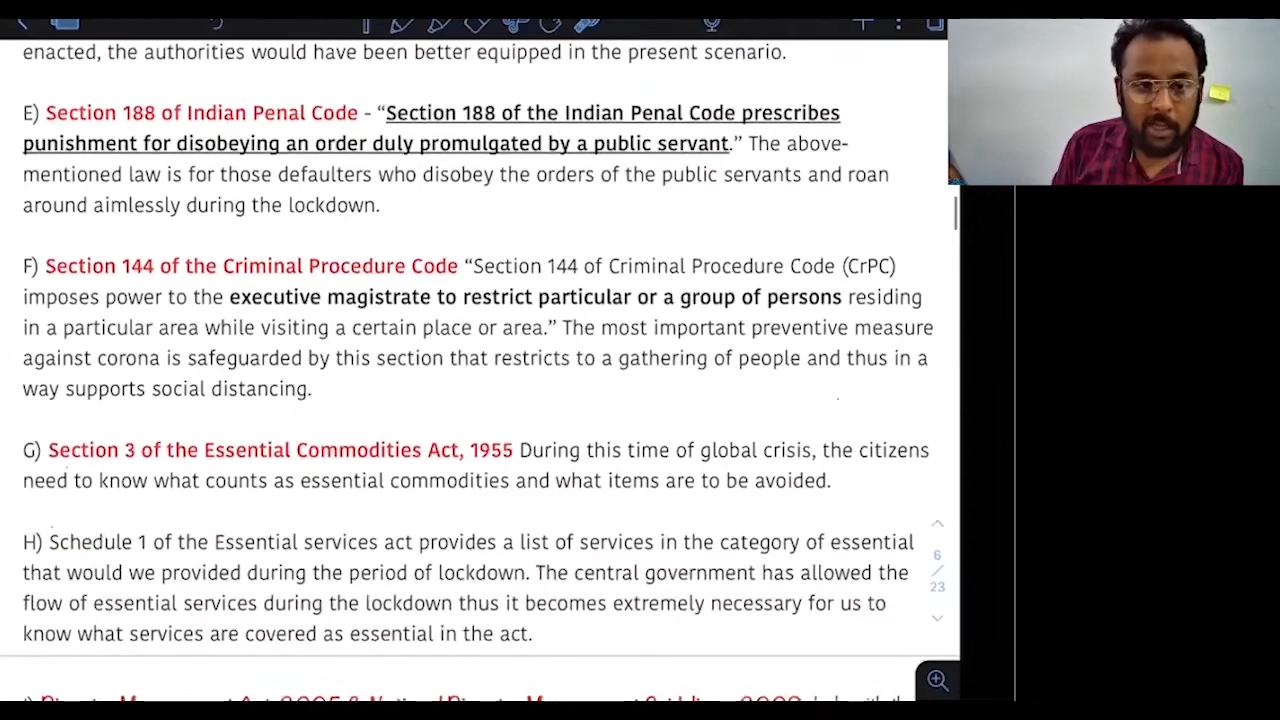 enacted, the authorities would have been better equipped in the present scenario.
E) Section 188 of Indian Penal Code - “Section 188 of the Indian Penal Code prescribes
punishment for disobeying an order duly promulgated by a public servant.” The above-
mentioned law is for those defaulters who disobey the orders of the public servants and roan
around aimlessly during the lockdown.
F) Section 144 of the Criminal Procedure Code “Section 144 of Criminal Procedure Code (CrPC)
imposes power to the executive magistrate to restrict particular or a group of persons residing
in a particular area while visiting a certain place or area.” The most important preventive measure
against corona is safeguarded by this section that restricts to a gathering of people and thus in a
way supports social distancing.
G) Section 3 of the Essential Commodities Act, 1955 During this time of global crisis, the citizens
need to know what counts as essential commodities and what items are to be avoided.
H) Schedule 1 of the Essential services act provides a list of services in the category of essential
that would we provided during the period of lockdown. The central government has allowed the
flow of essential services during the lockdown thus it becomes extremely necessary for us to
know what services are covered as essential in the act.
6
/
23